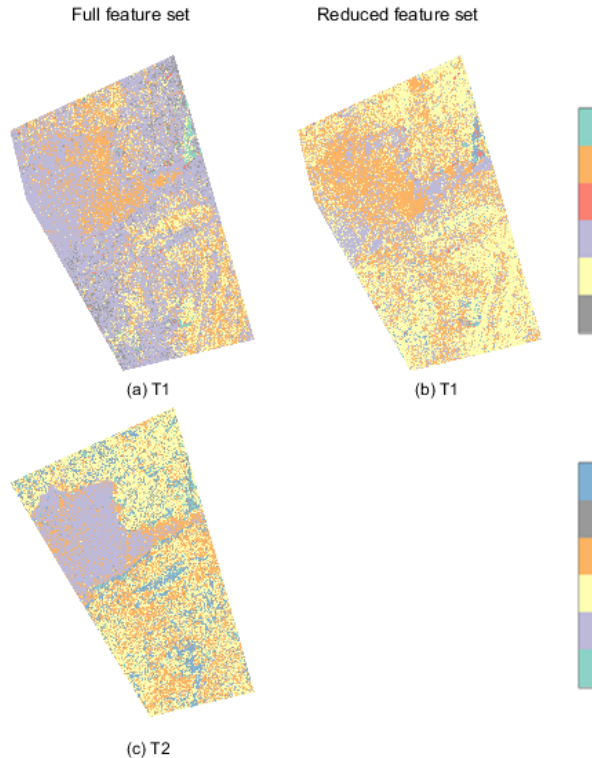 Full feature set
Reduced feature set
(a) T1
(b) T1
(c) T2